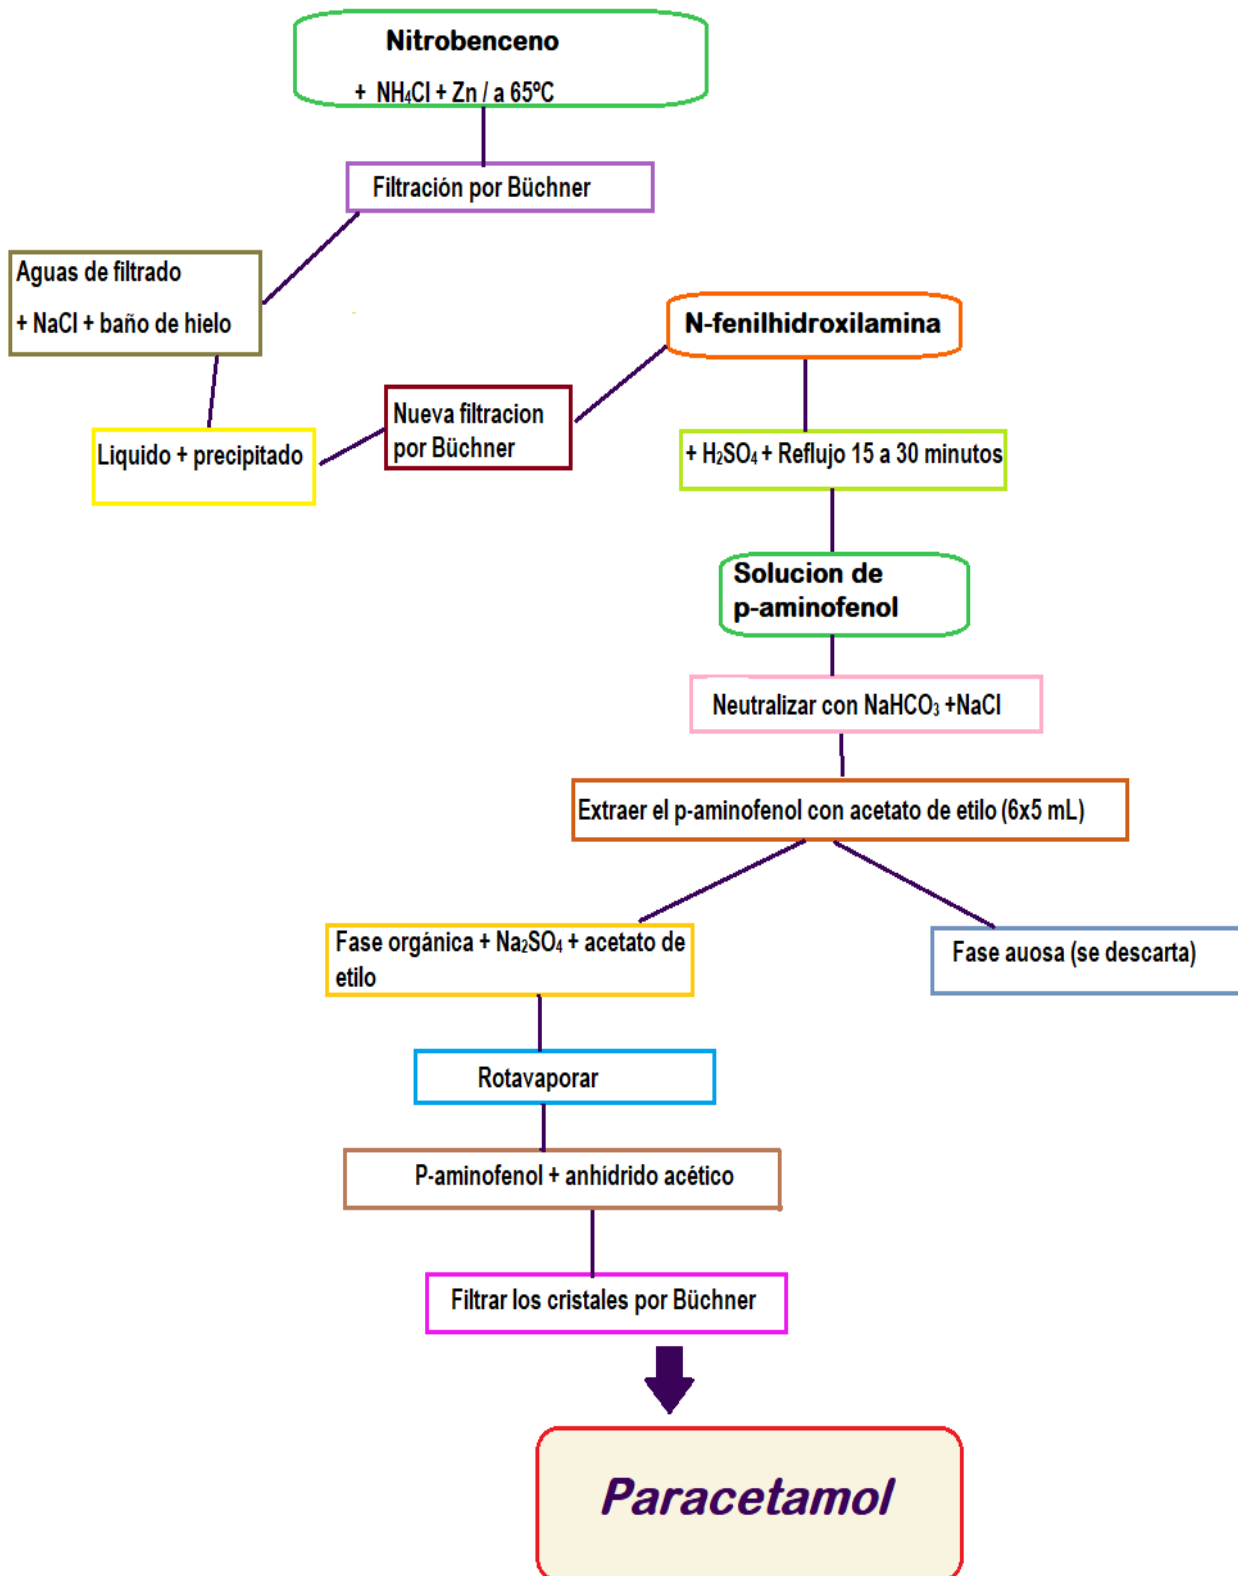 Nitrobenceno
+ NH₄Cl + Zn / a 65ºC
Filtración por Büchner
Aguas de filtrado
+ NaCl + baño de hielo
Liquido + precipitado
Nueva filtracion
por Büchner
N-fenilhidroxilamina
+ H₂SO₄ + Reflujo 15 a 30 minutos
Solucion de
p-aminofenol
Neutralizar con NaHCO₃ +NaCl
Extraer el p-aminofenol con acetato de etilo (6x5 mL)
Fase orgánica + Na₂SO₄ + acetato de
etilo
Fase auosa (se descarta)
Rotavaporar
P-aminofenol + anhídrido acético
Filtrar los cristales por Büchner
Paracetamol